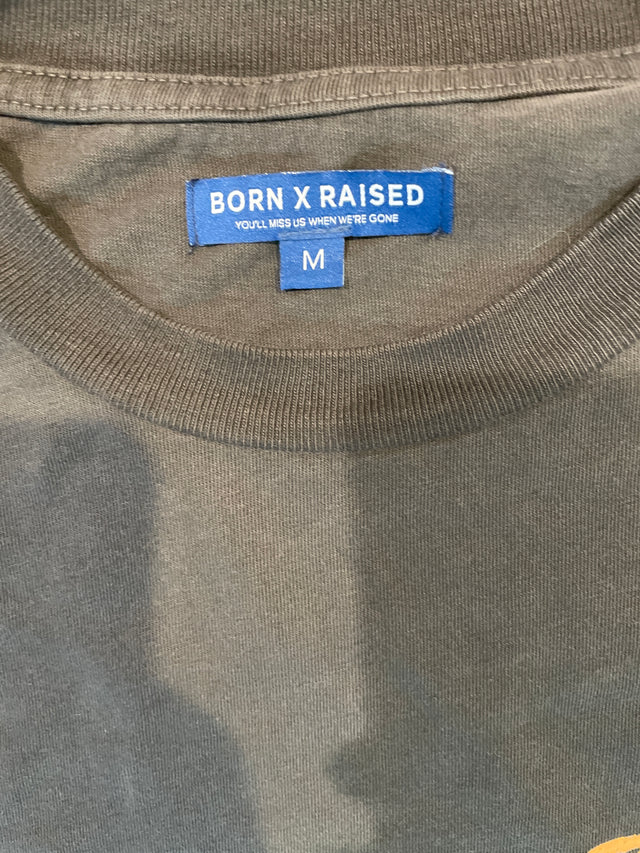 BORN X RAISED
YOU'LL MISS US WHEN WE'RE GONE
M